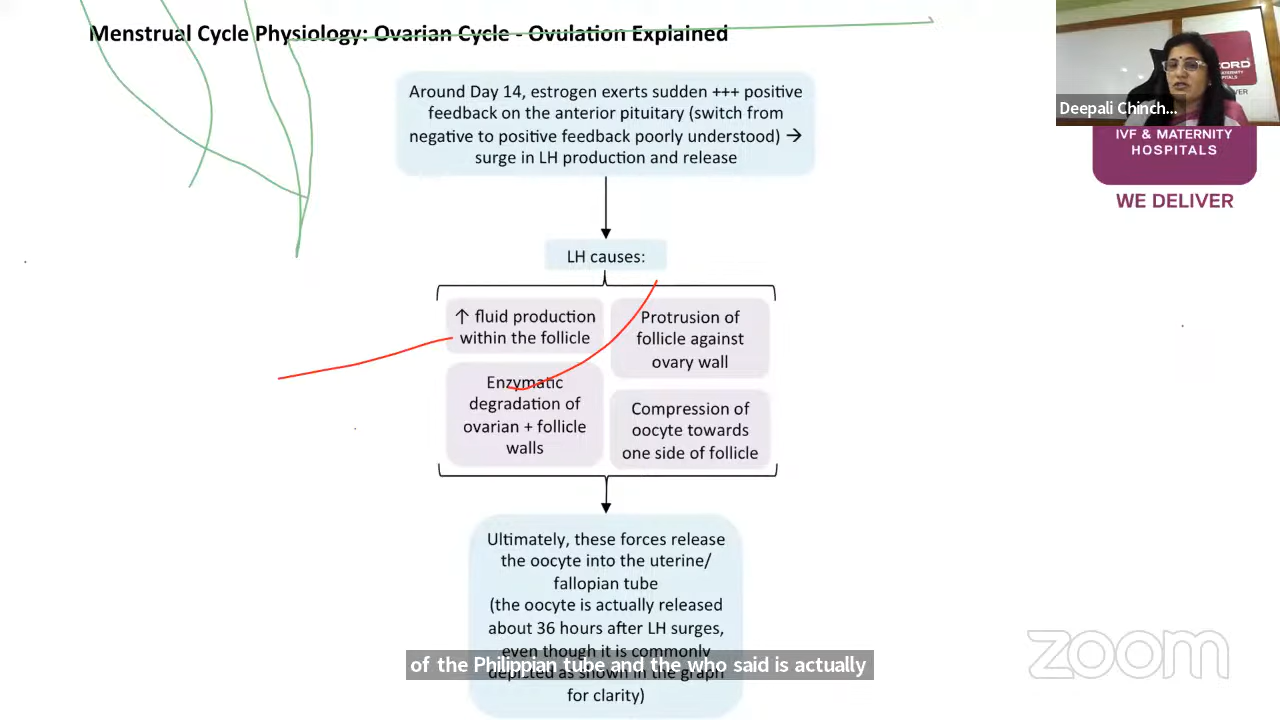 Menstrual Cycle Physiology: Ovarian Cycle - Ovulation Explained
Around Day 14, estrogen exerts sudden +++ positive
feedback on the anterior pituitary (switch from
negative to positive feedback poorly understood) →
surge in LH production and release
LH causes:
↑ fluid production
within the follicle
Protrusion of
follicle against
ovary wall
Enzymatic
degradation of
ovarian + follicle
walls
Compression of
oocyte towards
one side of follicle
Ultimately, these forces release
the oocyte into the uterine/
fallopian tube
(the oocyte is actually released
about 36 hours after LH surges,
even though it is commonly
depicted as shown in the graph
for clarity)
of the Philippian tube and the who said is actually
Deepali Chinch...
IVF & MATERNITY
HOSPITALS
WE DELIVER
zoom